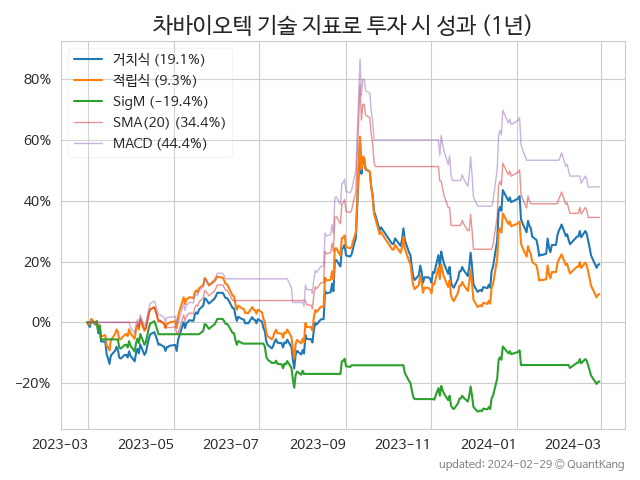 차바이오텍 기술 지표로 투자 시 성과 (1년)
거치식 (19.1%)
적립식 (9.3%)
SigM (−19.4%)
SMA(20) (34.4%)
MACD (44.4%)
80%
60%
40%
20%
0%
−20%
2023−03 2023−05 2023−07 2023−09 2023−11 2024−01 2024−03
updated: 2024−02−29 © QuantKang